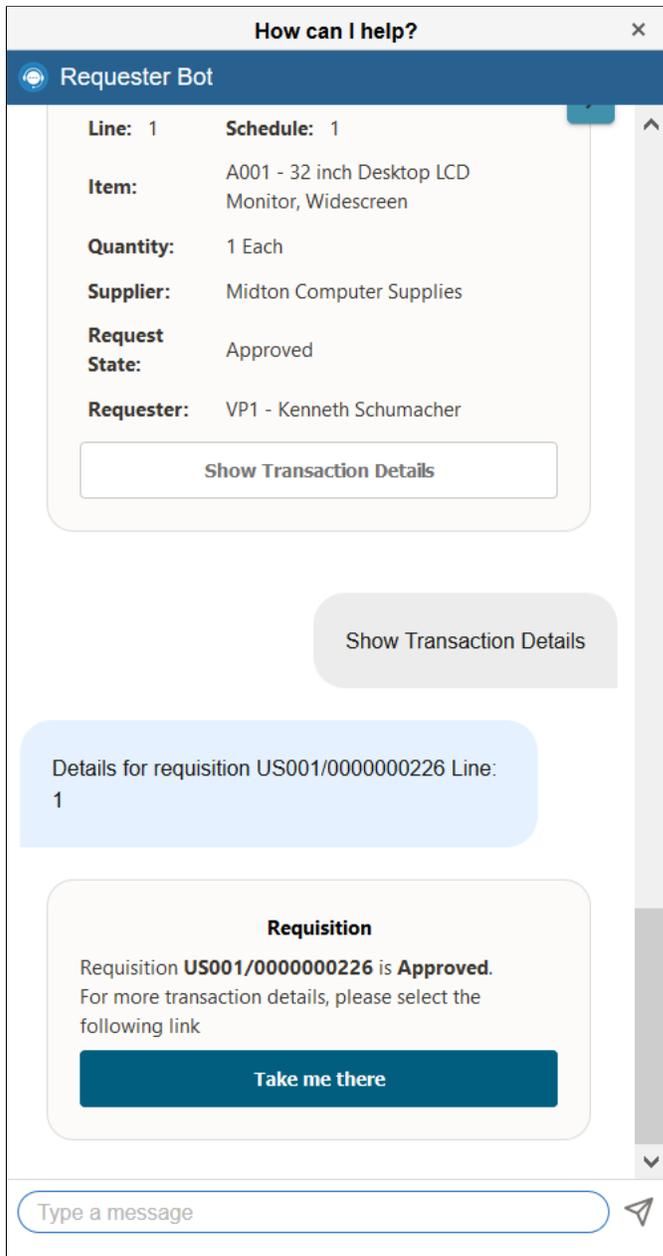 How can I help?
Requester Bot
Line: 1 Schedule: 1
Item: A001 - 32 inch Desktop LCD
Monitor, Widescreen
Quantity: 1 Each
Supplier: Midton Computer Supplies
Request
State: Approved
Requester: VP1 - Kenneth Schumacher
Show Transaction Details
Show Transaction Details
Details for requisition US001/0000000226 Line:
1
Requisition
Requisition US001/0000000226 is Approved.
For more transaction details, please select the
following link
Take me there
Type a message